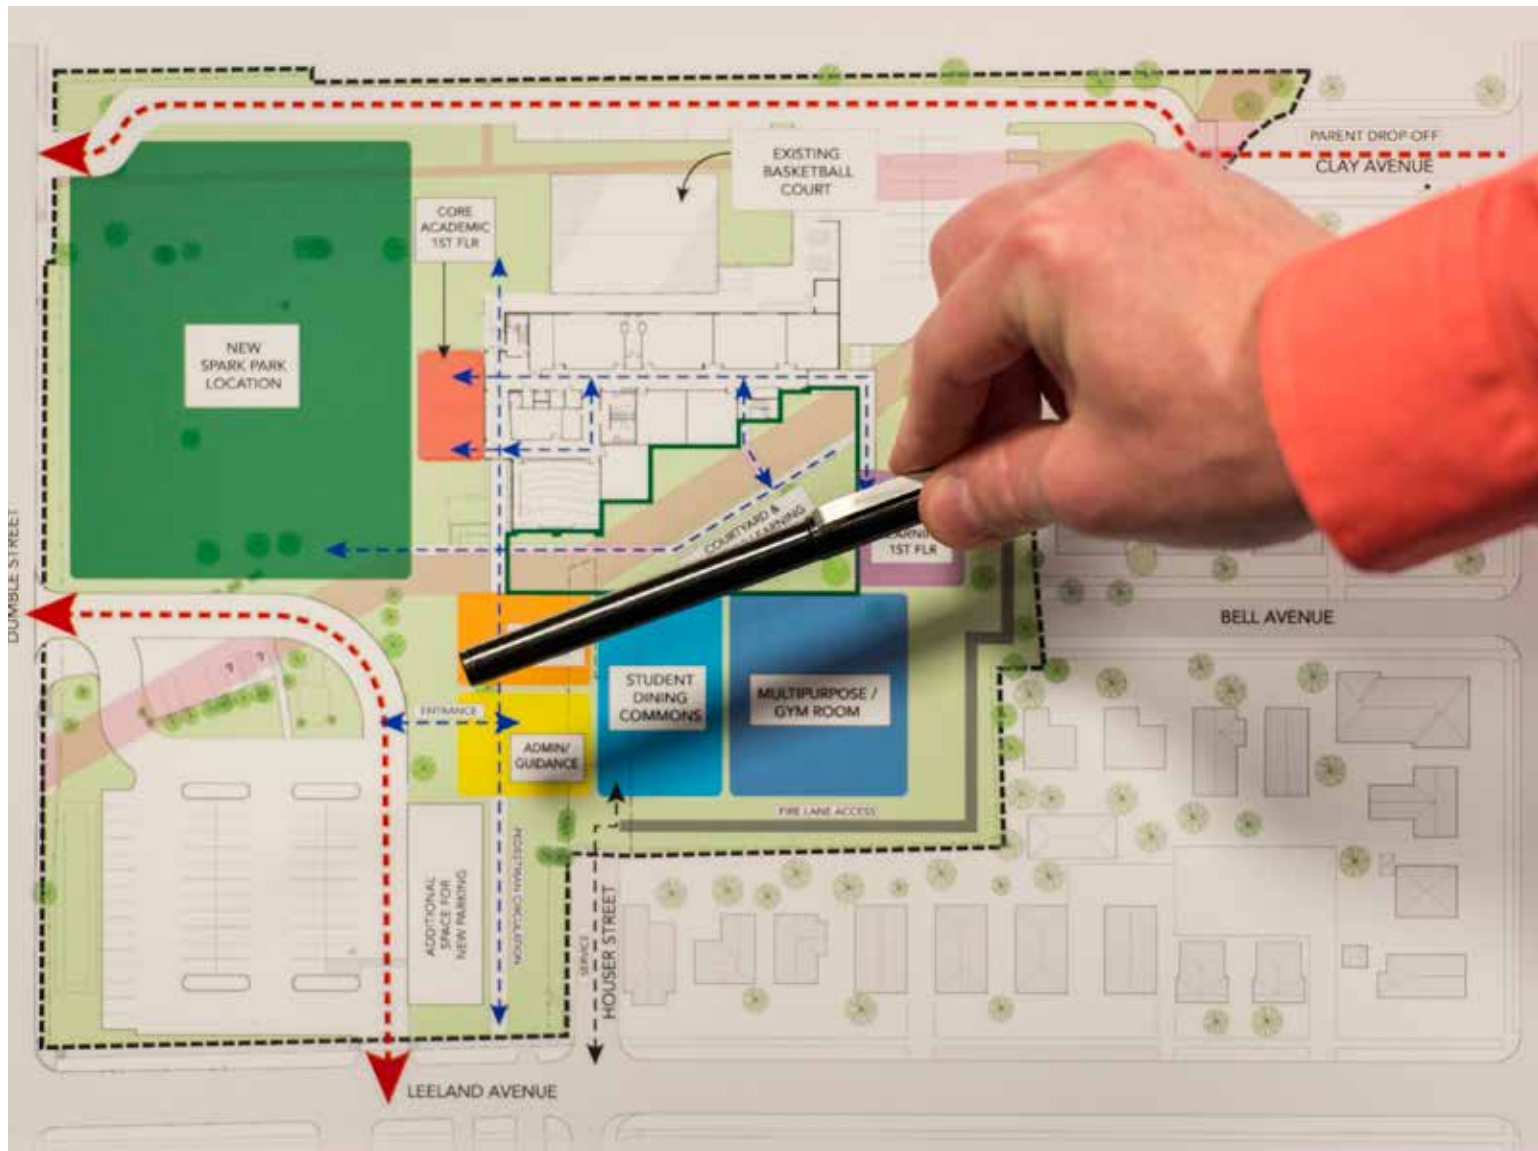 PARENT DROP-OFF
CLAY AVENUE
EXISTING
BASKETBALL
COURT
CORE
ACADEMIC
1ST FLR
NEW
SPARK PARK
LOCATION
COURTYARD &
1ST FLR
DUMBLE STREET
BELL AVENUE
STUDENT
DINING
COMMONS
MULTIPURPOSE /
GYM ROOM
ENTRANCE
ADMIN/
GUIDANCE
FIRE LANE ACCESS
ADDITIONAL
SPACE FOR
NEW PARKING
PEDESTRIAN CIRCULATION
SERVICE
HOUSER STREET
LEELAND AVENUE